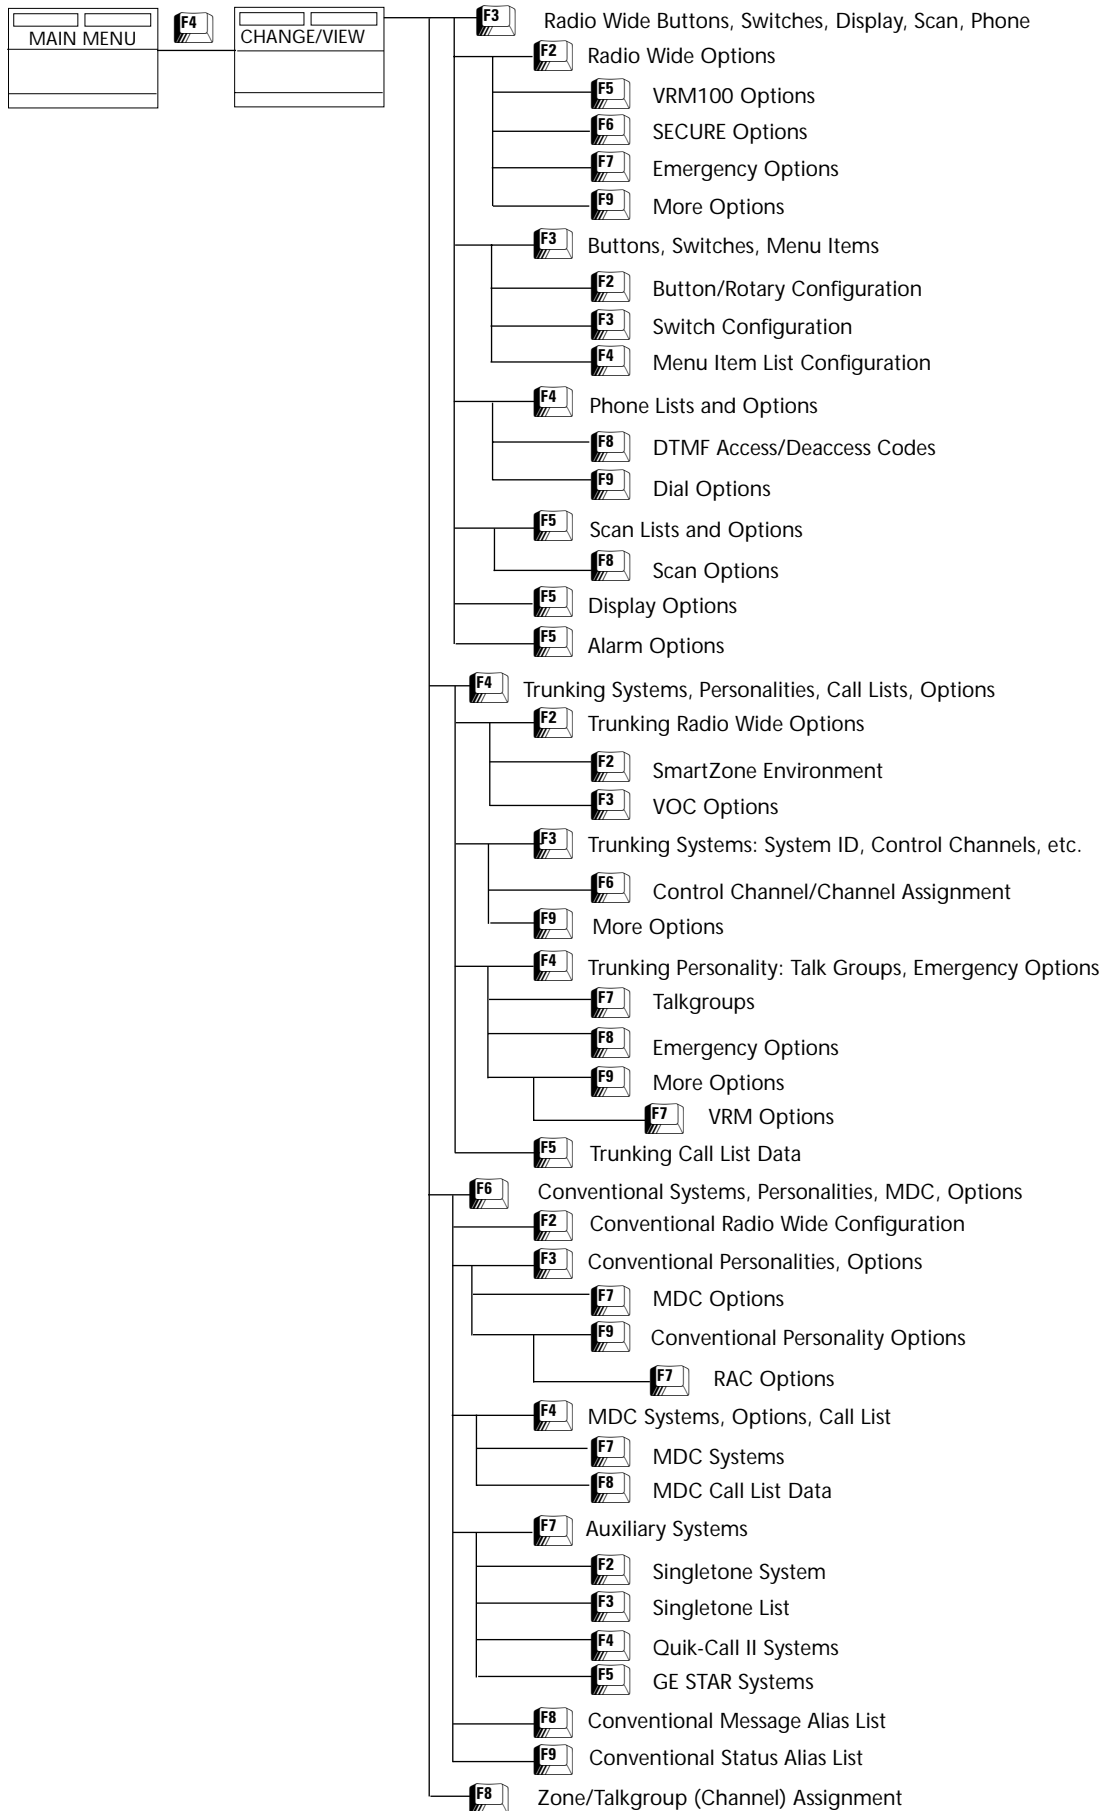 MAIN MENU
F4
CHANGE/VIEW
F3 Radio Wide Buttons, Switches, Display, Scan, Phone
F2 Radio Wide Options
F5 VRM100 Options
F6 SECURE Options
F7 Emergency Options
F9 More Options
F3 Buttons, Switches, Menu Items
F2 Button/Rotary Configuration
F3 Switch Configuration
F4 Menu Item List Configuration
F4 Phone Lists and Options
F8 DTMF Access/Deaccess Codes
F9 Dial Options
F5 Scan Lists and Options
F8 Scan Options
F5 Display Options
F5 Alarm Options
F4 Trunking Systems, Personalities, Call Lists, Options
F2 Trunking Radio Wide Options
F2 SmartZone Environment
F3 VOC Options
F3 Trunking Systems: System ID, Control Channels, etc.
F6 Control Channel/Channel Assignment
F9 More Options
F4 Trunking Personality: Talk Groups, Emergency Options
F7 Talkgroups
F8 Emergency Options
F9 More Options
F7 VRM Options
F5 Trunking Call List Data
F6 Conventional Systems, Personalities, MDC, Options
F2 Conventional Radio Wide Configuration
F3 Conventional Personalities, Options
F7 MDC Options
F9 Conventional Personality Options
F7 RAC Options
F4 MDC Systems, Options, Call List
F7 MDC Systems
F8 MDC Call List Data
F7 Auxiliary Systems
F2 Singletone System
F3 Singletone List
F4 Quik-Call II Systems
F5 GE STAR Systems
F8 Conventional Message Alias List
F9 Conventional Status Alias List
F8 Zone/Talkgroup (Channel) Assignment